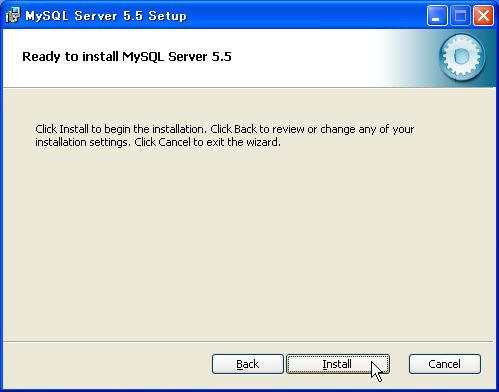 MySQL Server 5.5 Setup
Ready to install MySQL Server 5.5
Click Install to begin the installation. Click Back to review or change any of your
installation settings. Click Cancel to exit the wizard.
Back Install Cancel